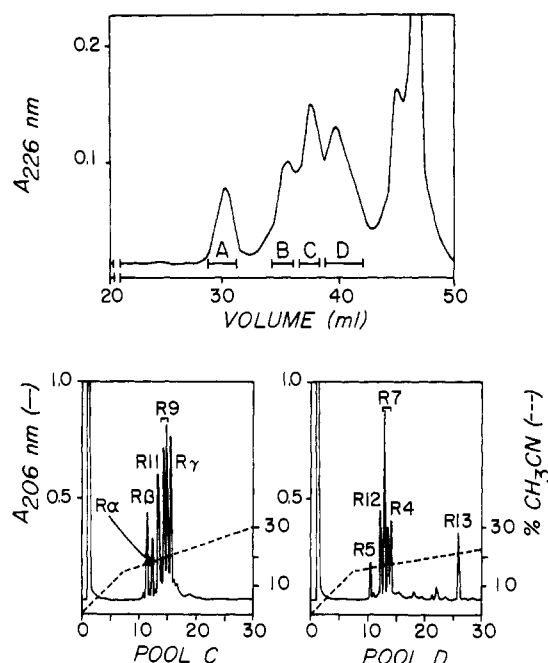 A226 nm
0.2
0.1
A
B
C
D
20
30
40
50
VOLUME (ml)
A206 nm (—)
1.0
0.5
R9
R11
Rγ
Rβ
Rα
30
10
0
10
20
30
POOL C
1.0
0.5
R7
R12
R4
R5
R13
30
10
0
10
20
30
POOL D
% CH3CN (---)